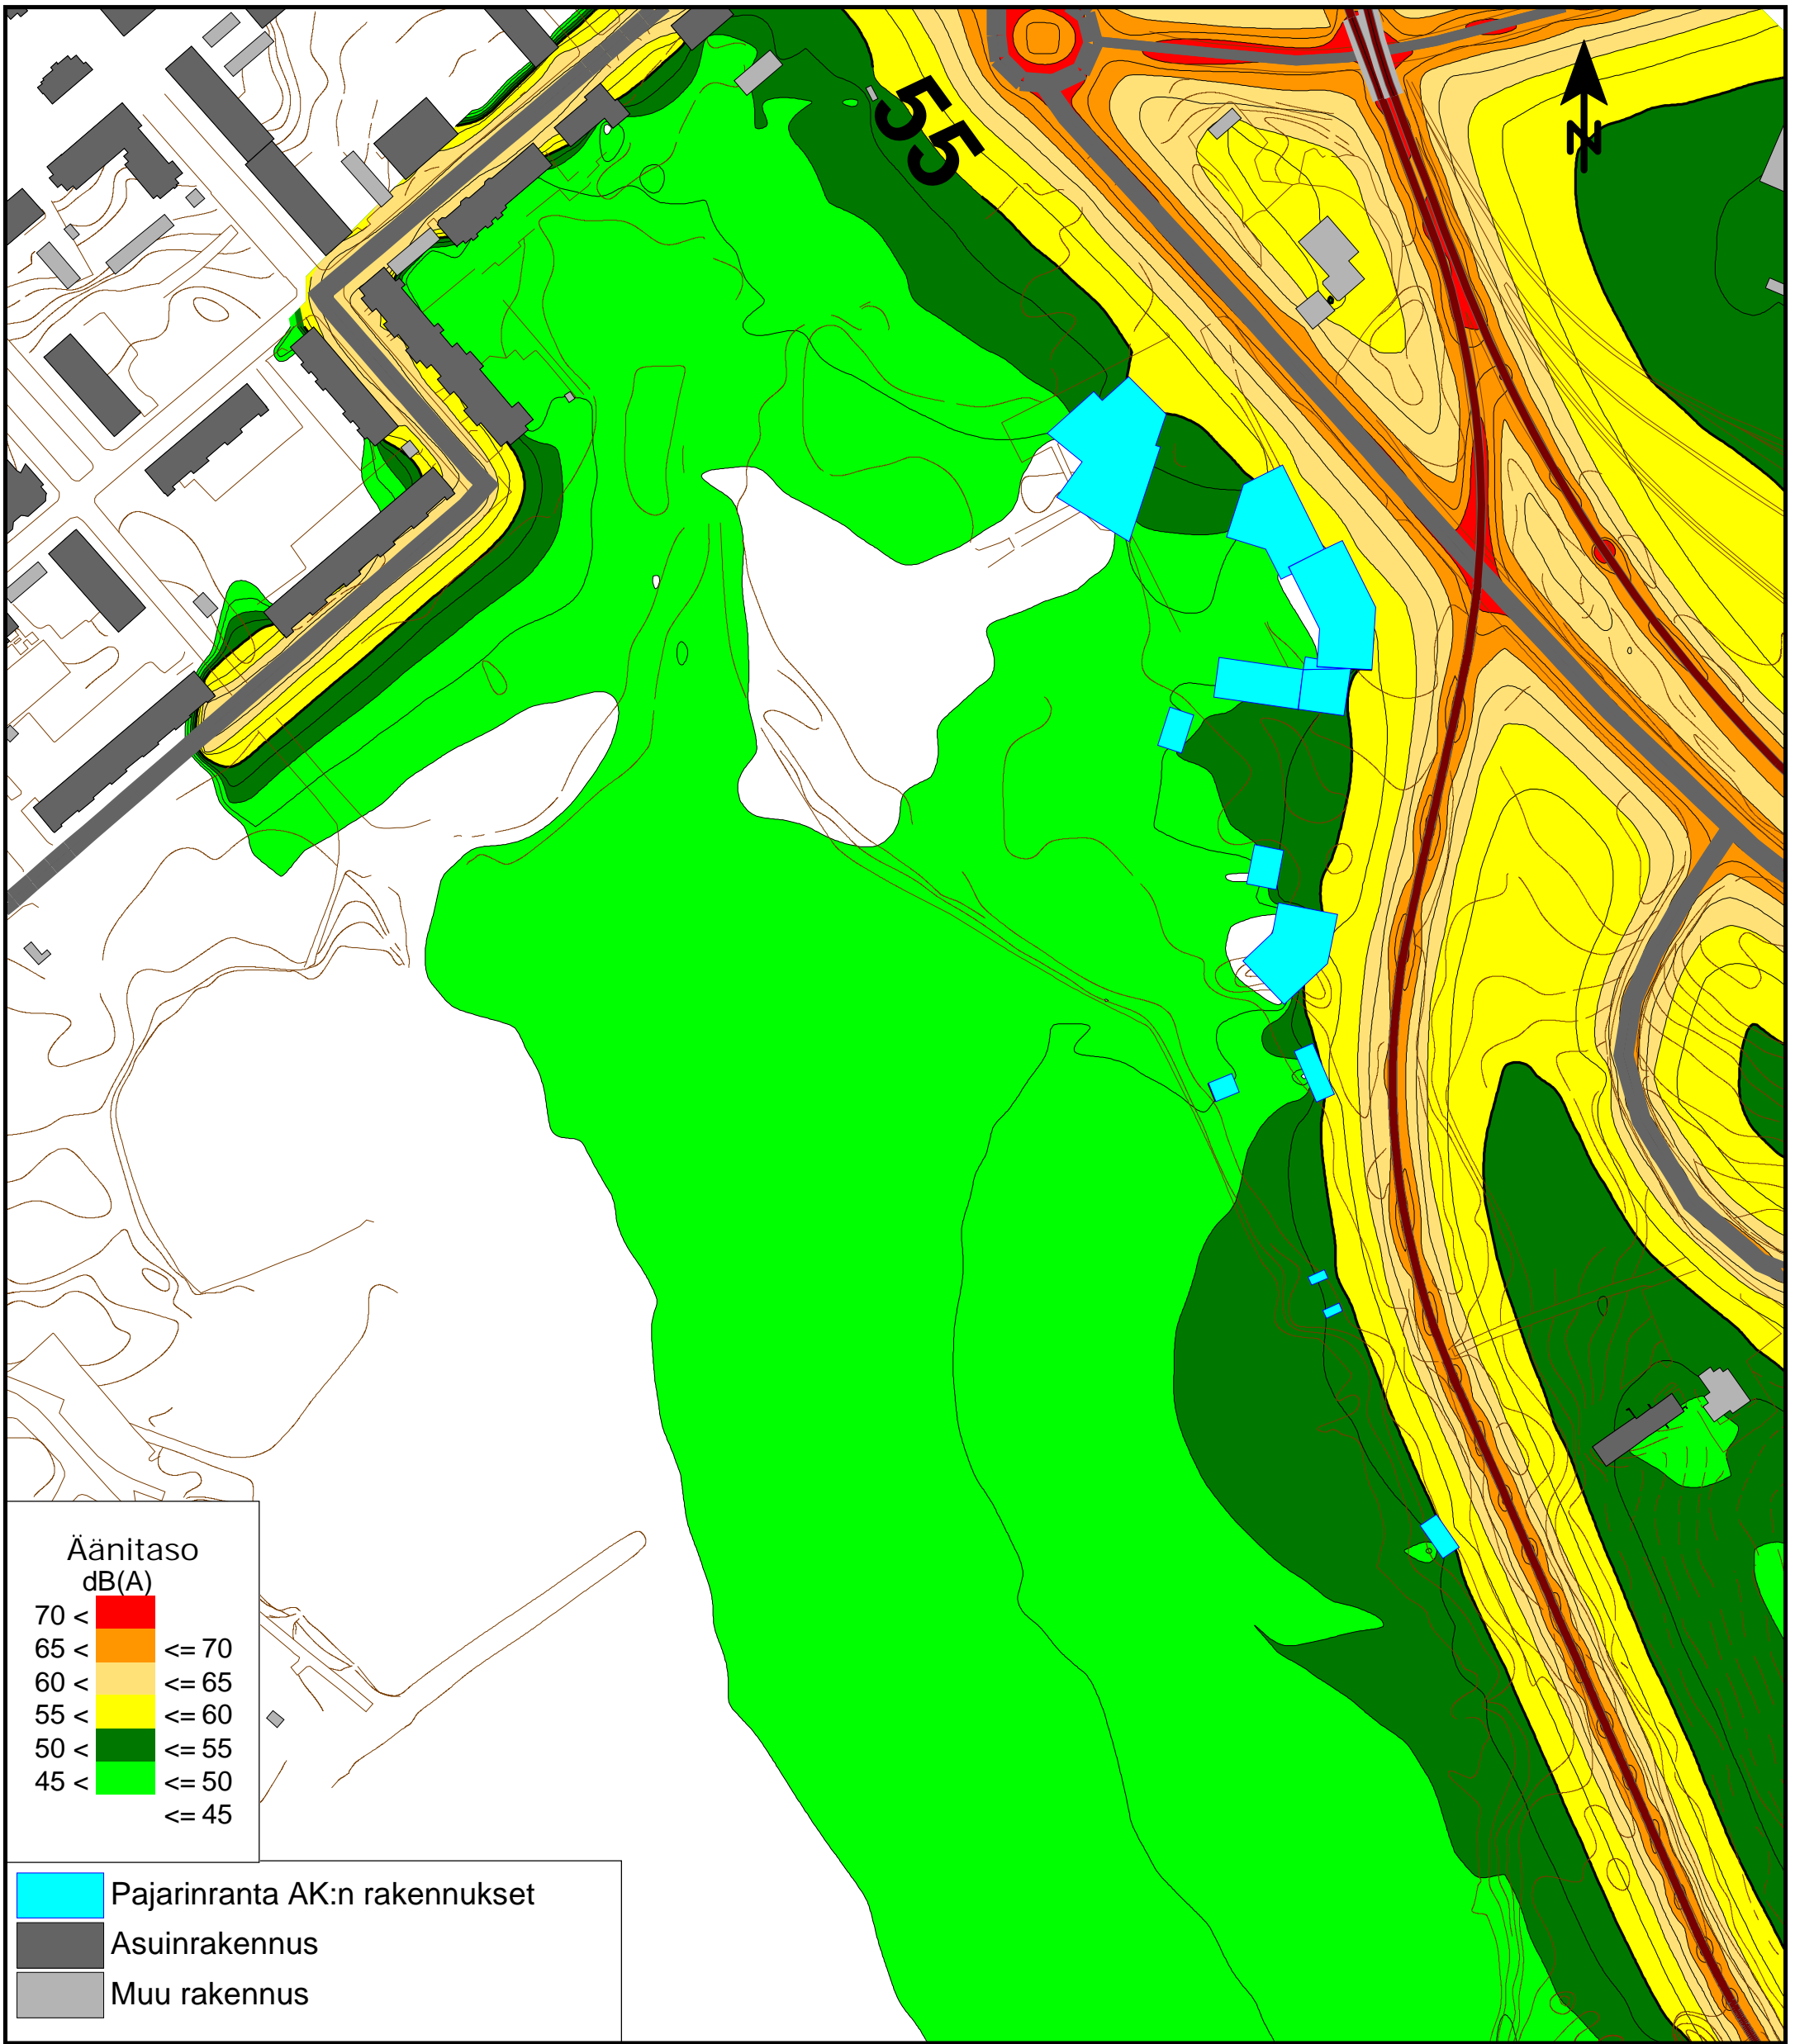 55
N
Äänitaso
dB(A)
70 <
65 < <= 70
60 < <= 65
55 < <= 60
50 < <= 55
45 < <= 50
<= 45
Pajarinranta AK:n rakennukset
Asuinrakennus
Muu rakennus